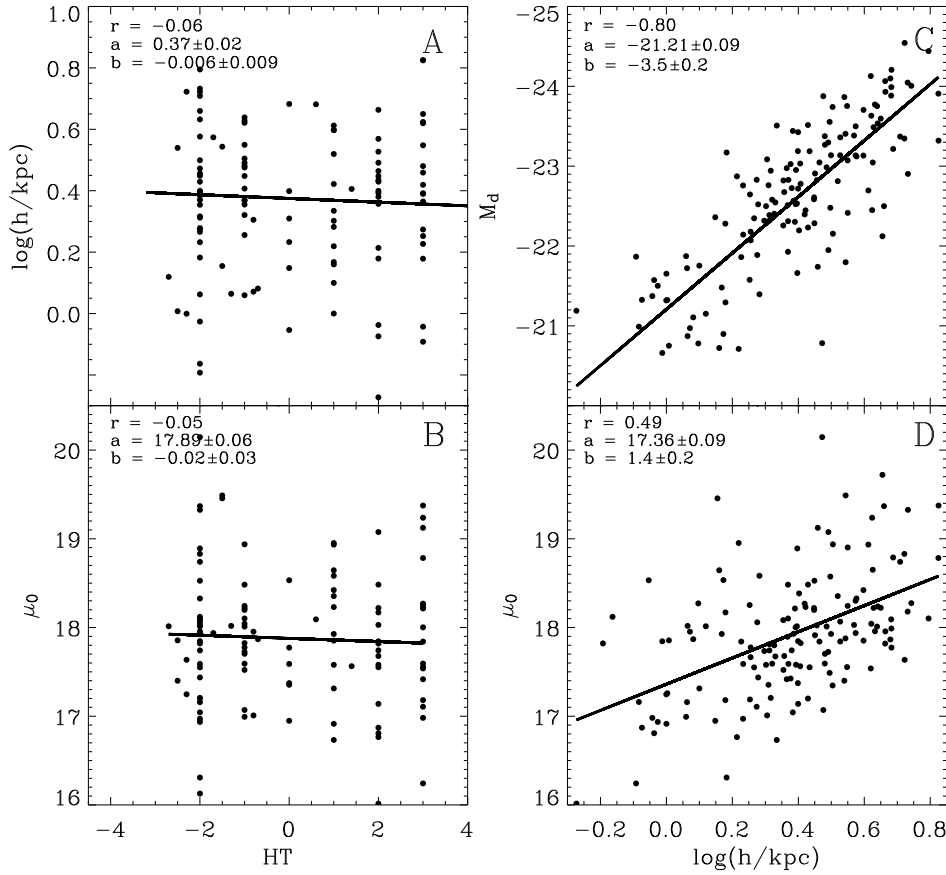 A
r = −0.06
a = 0.37±0.02
b = −0.006±0.009
log(h/kpc)
1.0
0.8
0.6
0.4
0.2
0.0
C
r = −0.80
a = −21.21±0.09
b = −3.5±0.2
Md
−25
−24
−23
−22
−21
B
r = −0.05
a = 17.89±0.06
b = −0.02±0.03
μ0
20
19
18
17
16
−4 −2 0 2 4
HT
D
r = 0.49
a = 17.36±0.09
b = 1.4±0.2
μ0
20
19
18
17
16
−0.2 0.0 0.2 0.4 0.6 0.8
log(h/kpc)